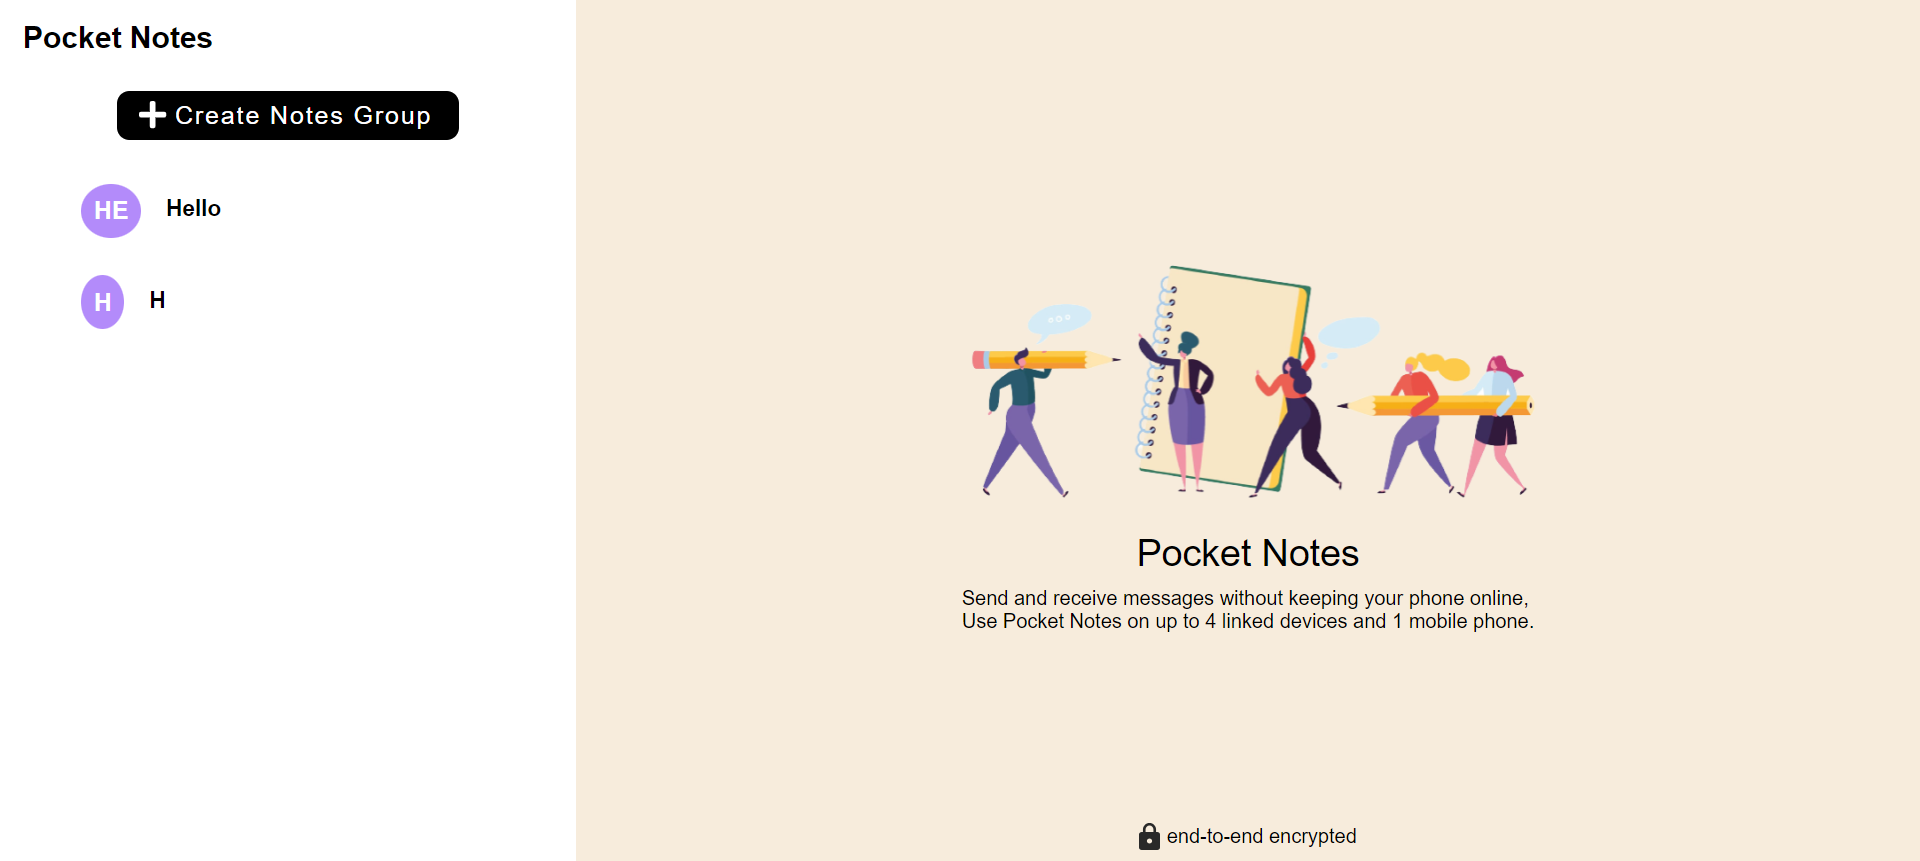 Pocket Notes
Create Notes Group
HE Hello
H H
Pocket Notes
Send and receive messages without keeping your phone online,
Use Pocket Notes on up to 4 linked devices and 1 mobile phone.
end-to-end encrypted